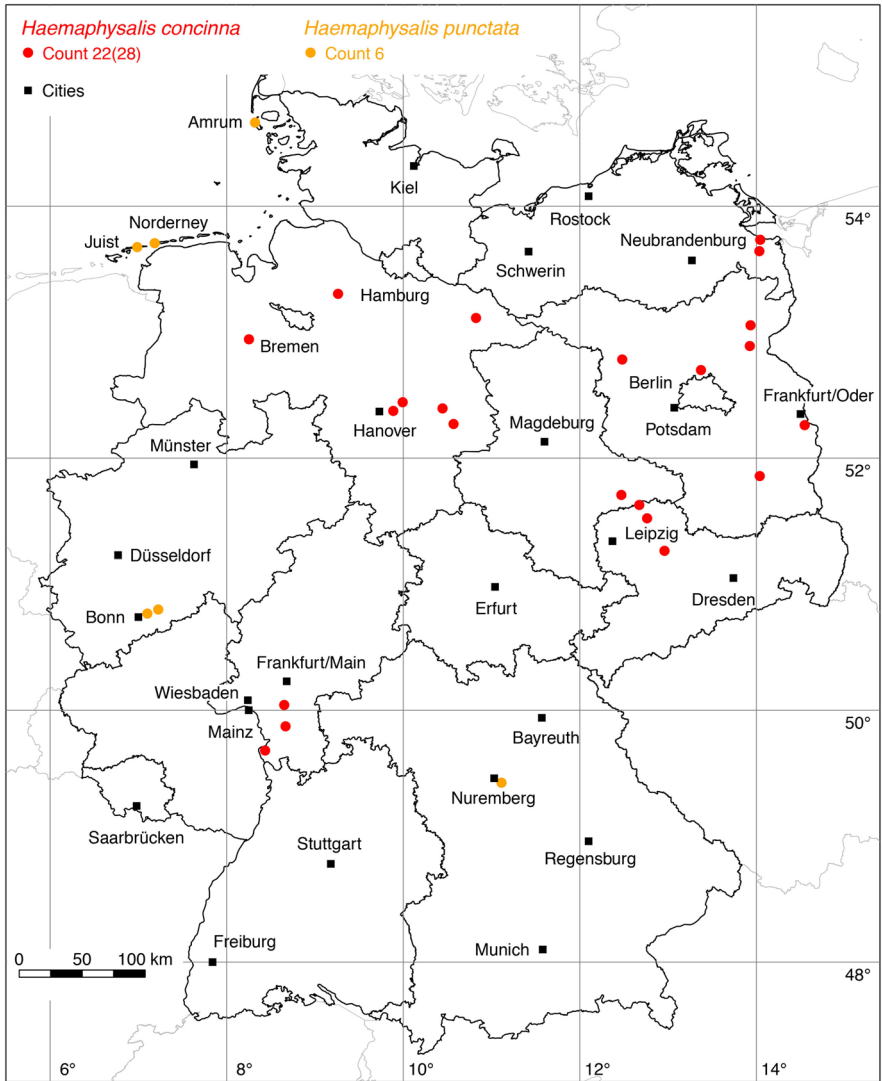 Haemaphysalis concinna
Haemaphysalis punctata
Count 22(28)
Count 6
Cities
Amrum
Kiel
Rostock
54°
Norderney
Juist
Neubrandenburg
Schwerin
Hamburg
Bremen
Berlin
Frankfurt/Oder
Hanover
Magdeburg
Potsdam
Münster
52°
Leipzig
Düsseldorf
Dresden
Erfurt
Bonn
Frankfurt/Main
Wiesbaden
50°
Mainz
Bayreuth
Nuremberg
Saarbrücken
Stuttgart
Regensburg
Freiburg
Munich
0 50 100 km
48°
6° 8° 10° 12° 14°